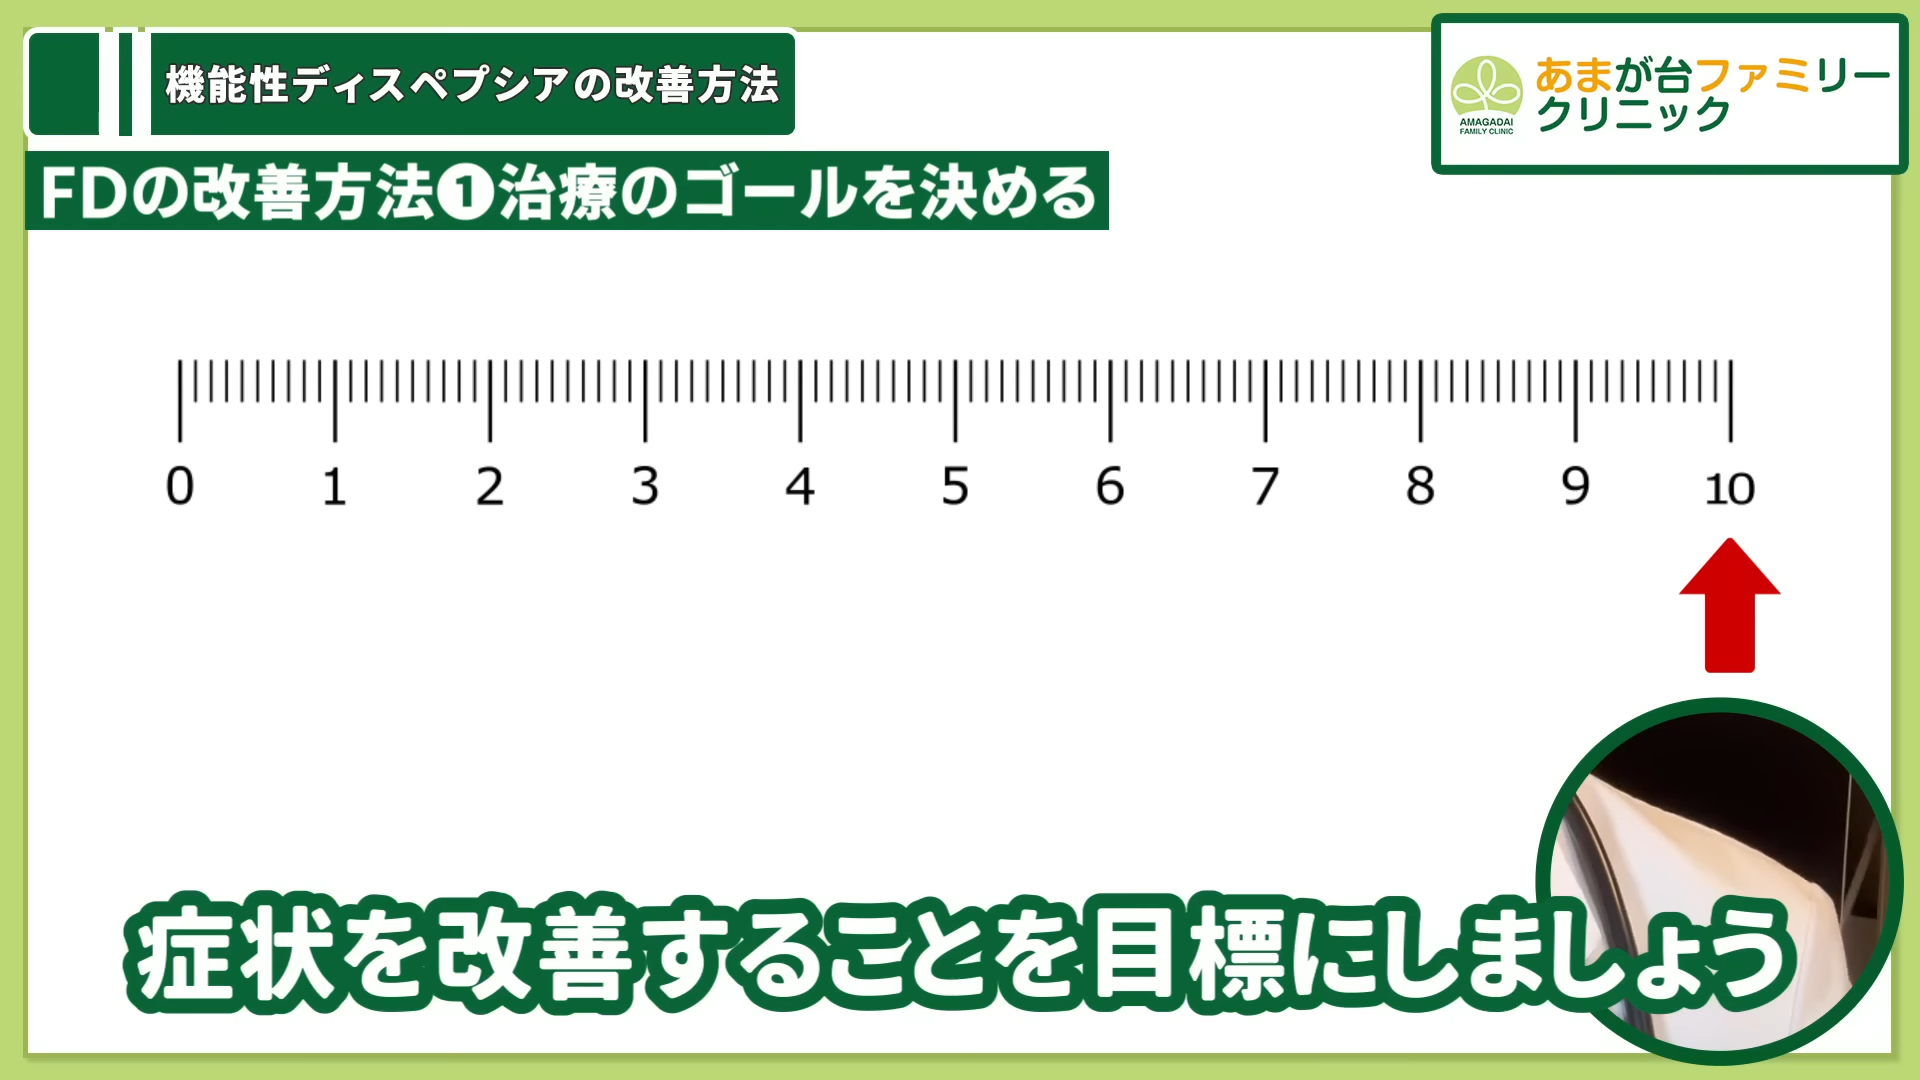 機能性ディスペプシアの改善方法
あまが台ファミリー
クリニック
AMAGADAI
FAMILY CLINIC
FDの改善方法❶治療のゴールを決める
0 1 2 3 4 5 6 7 8 9 10
症状を改善することを目標にしましょう